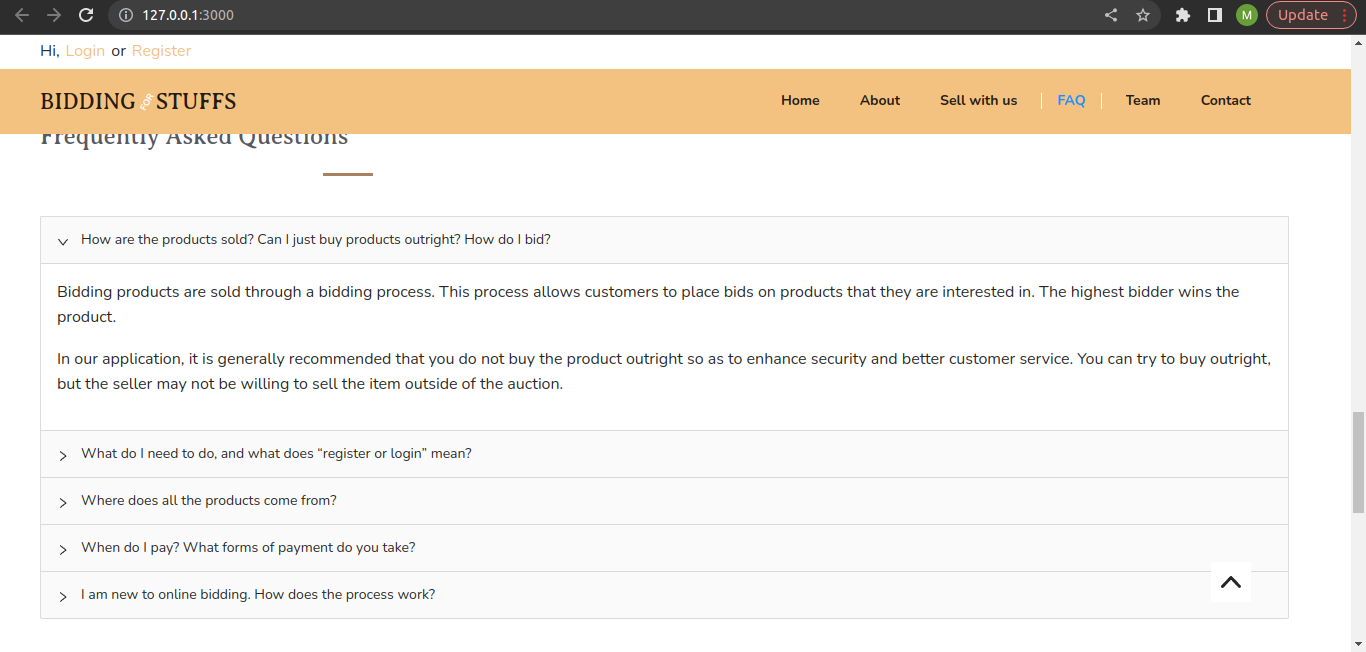 127.0.0.1:3000
M
Update
Hi, Login or Register
BIDDING FOR STUFFS
Home
About
Sell with us
FAQ
Team
Contact
Frequently Asked Questions
How are the products sold? Can I just buy products outright? How do I bid?
Bidding products are sold through a bidding process. This process allows customers to place bids on products that they are interested in. The highest bidder wins the
product.
In our application, it is generally recommended that you do not buy the product outright so as to enhance security and better customer service. You can try to buy outright,
but the seller may not be willing to sell the item outside of the auction.
What do I need to do, and what does “register or login” mean?
Where does all the products come from?
When do I pay? What forms of payment do you take?
I am new to online bidding. How does the process work?